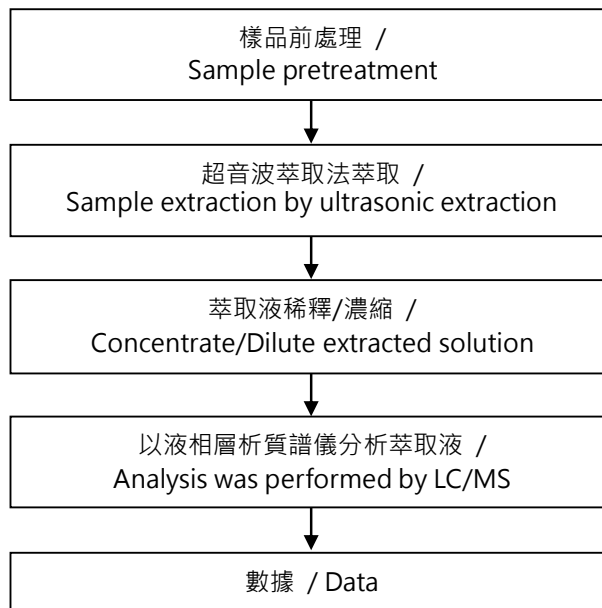 樣品前處理 /
Sample pretreatment
超音波萃取法萃取 /
Sample extraction by ultrasonic extraction
萃取液稀釋/濃縮 /
Concentrate/Dilute extracted solution
以液相層析質譜儀分析萃取液 /
Analysis was performed by LC/MS
數據 / Data